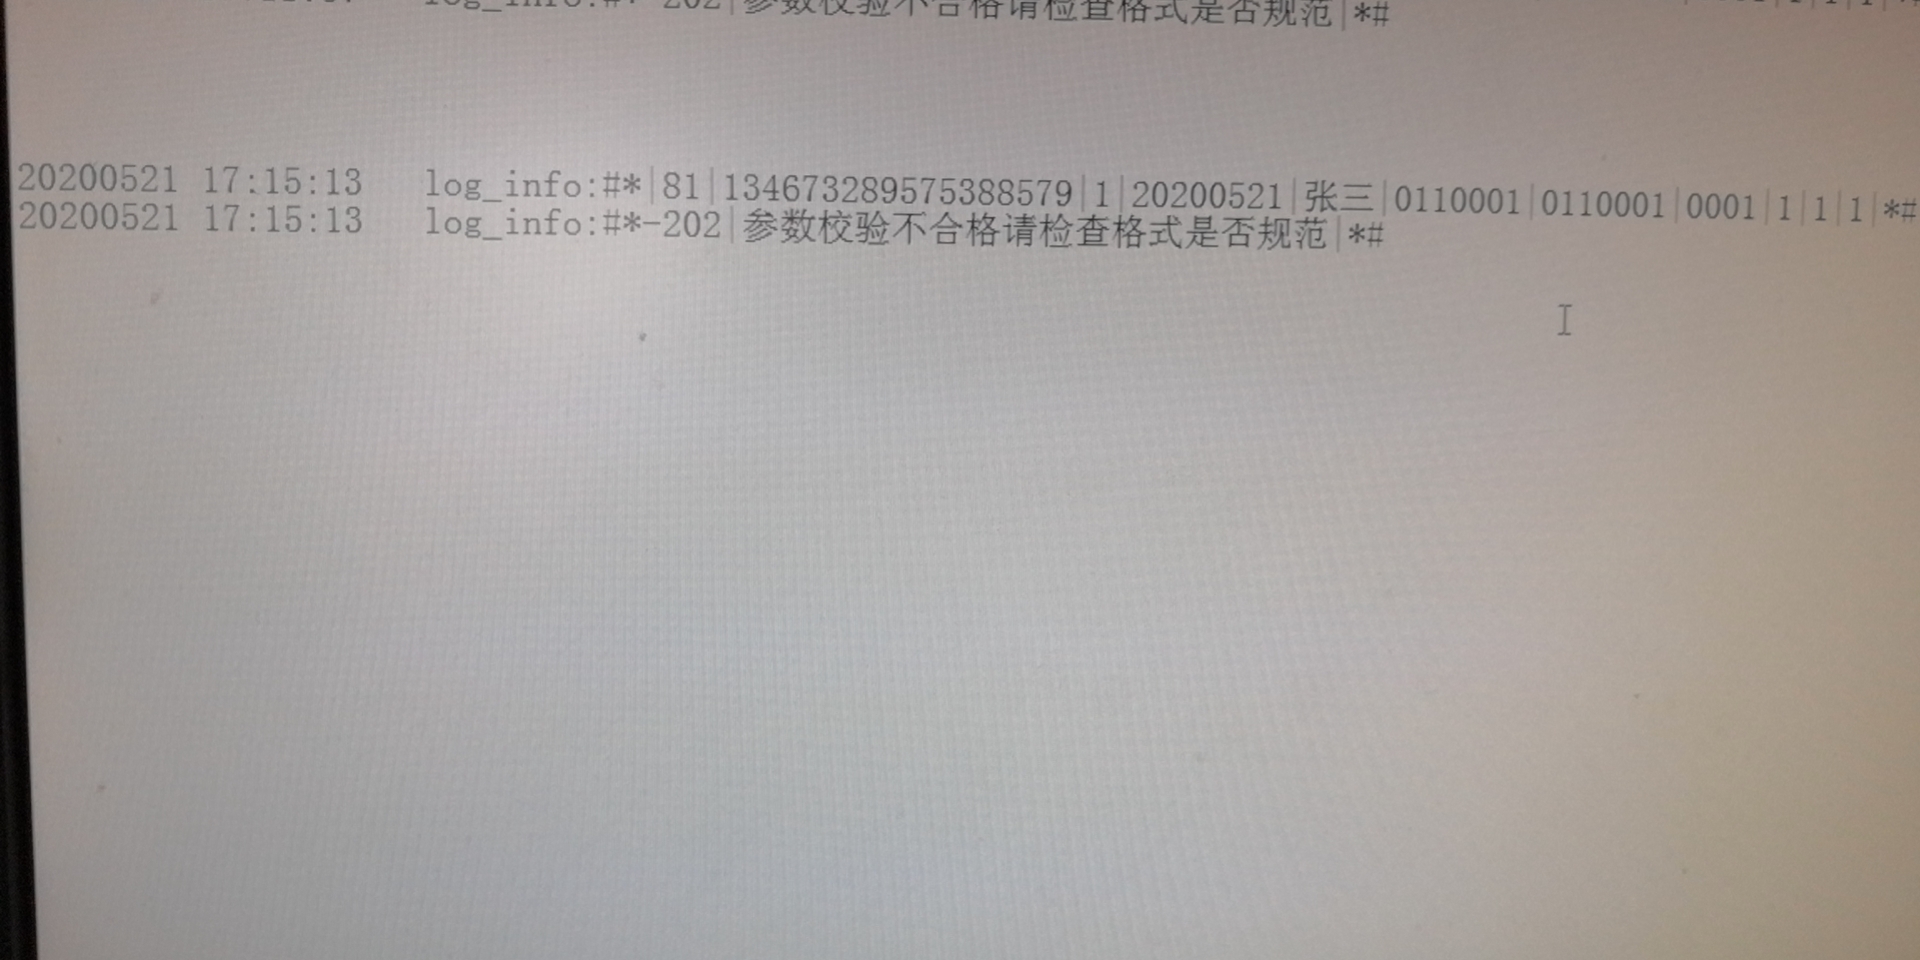 log_info:#*-202|参数校验不合格请检查格式是否规范|*#
20200521 17:15:13 log_info:#*|81|134673289575388579|1|20200521|张三|0110001|0110001|0001|1|1|1|*#
20200521 17:15:13 log_info:#*-202|参数校验不合格请检查格式是否规范|*#